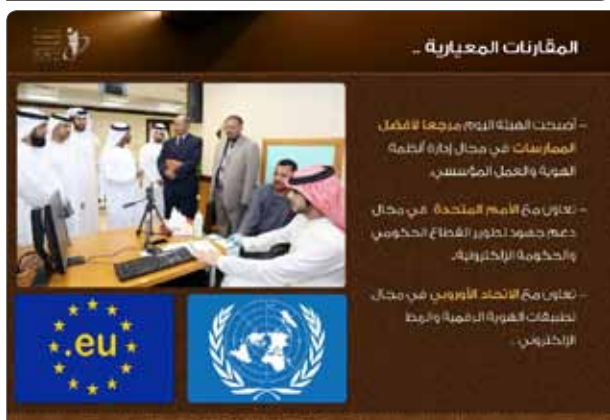 المقارنات المعيارية ..
- أصبحت الهيئة اليوم مرجعا لأفضل
الممارسات في مجال إدارة أنظمة
الهوية والعمل المؤسسي.
- تعاون مع الأمم المتحدة في مجال
دعم جهود تطوير القطاع الحكومي
والحكومة الإلكترونية.
- تعاون مع الاتحاد الأوروبي في مجال
تطبيقات الهوية الرقمية والربط
الإلكتروني..
.eu